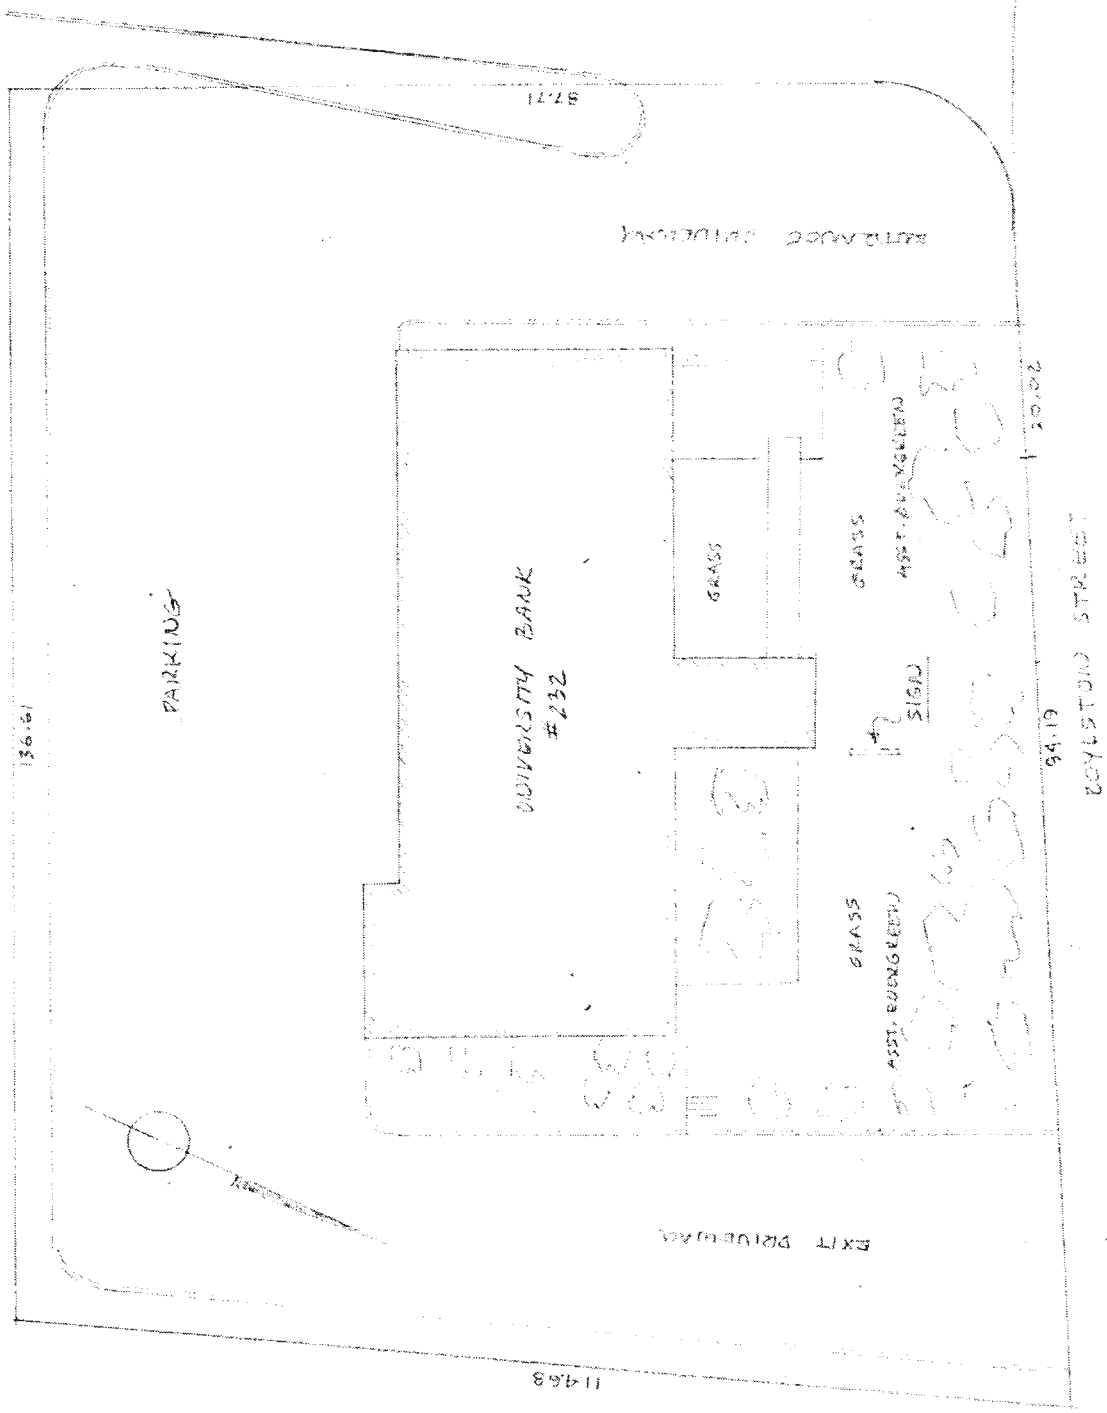 136.61
PARKING
97.71
ENTRANCE DRIVEWAY
UNIVERSITY BANK
#232
GRASS
GRASS
ASST. EVERGREEN
SIGN
GRASS
ASST. EVERGREEN
20.02
94.19
BOYLSTON STREET
EXIT DRIVEWAY
114.63